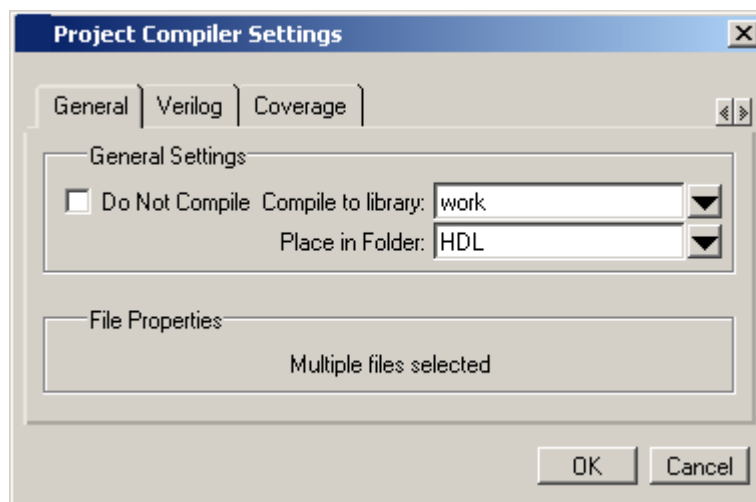 Project Compiler Settings
General Verilog Coverage
General Settings
Do Not Compile Compile to library: work
Place in Folder: HDL
File Properties
Multiple files selected
OK Cancel